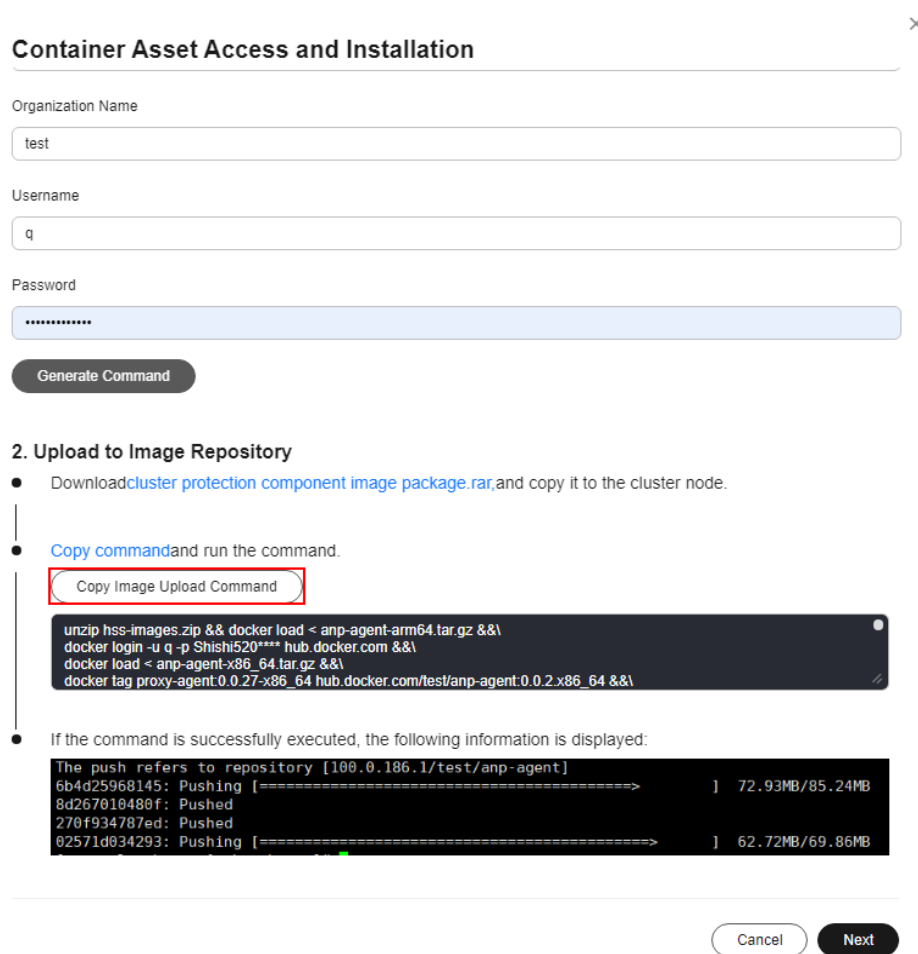 Container Asset Access and Installation
Organization Name
test
Username
q
Password
•••••••••••••
Generate Command
2. Upload to Image Repository
Downloadcluster protection component image package.rar,and copy it to the cluster node.
Copy commandand run the command.
Copy Image Upload Command
unzip hss-images.zip && docker load < anp-agent-arm64.tar.gz &&\
docker login -u q -p Shishi520**** hub.docker.com &&\
docker load < anp-agent-x86_64.tar.gz &&\
docker tag proxy-agent:0.0.27-x86_64 hub.docker.com/test/anp-agent:0.0.2.x86_64 &&\
If the command is successfully executed, the following information is displayed:
The push refers to repository [100.0.186.1/test/anp-agent]
6b4d25968145: Pushing [==========================================> ] 72.93MB/85.24MB
8d267010480f: Pushed
270f934787ed: Pushed
02571d034293: Pushing [============================================> ] 62.72MB/69.86MB
Cancel
Next